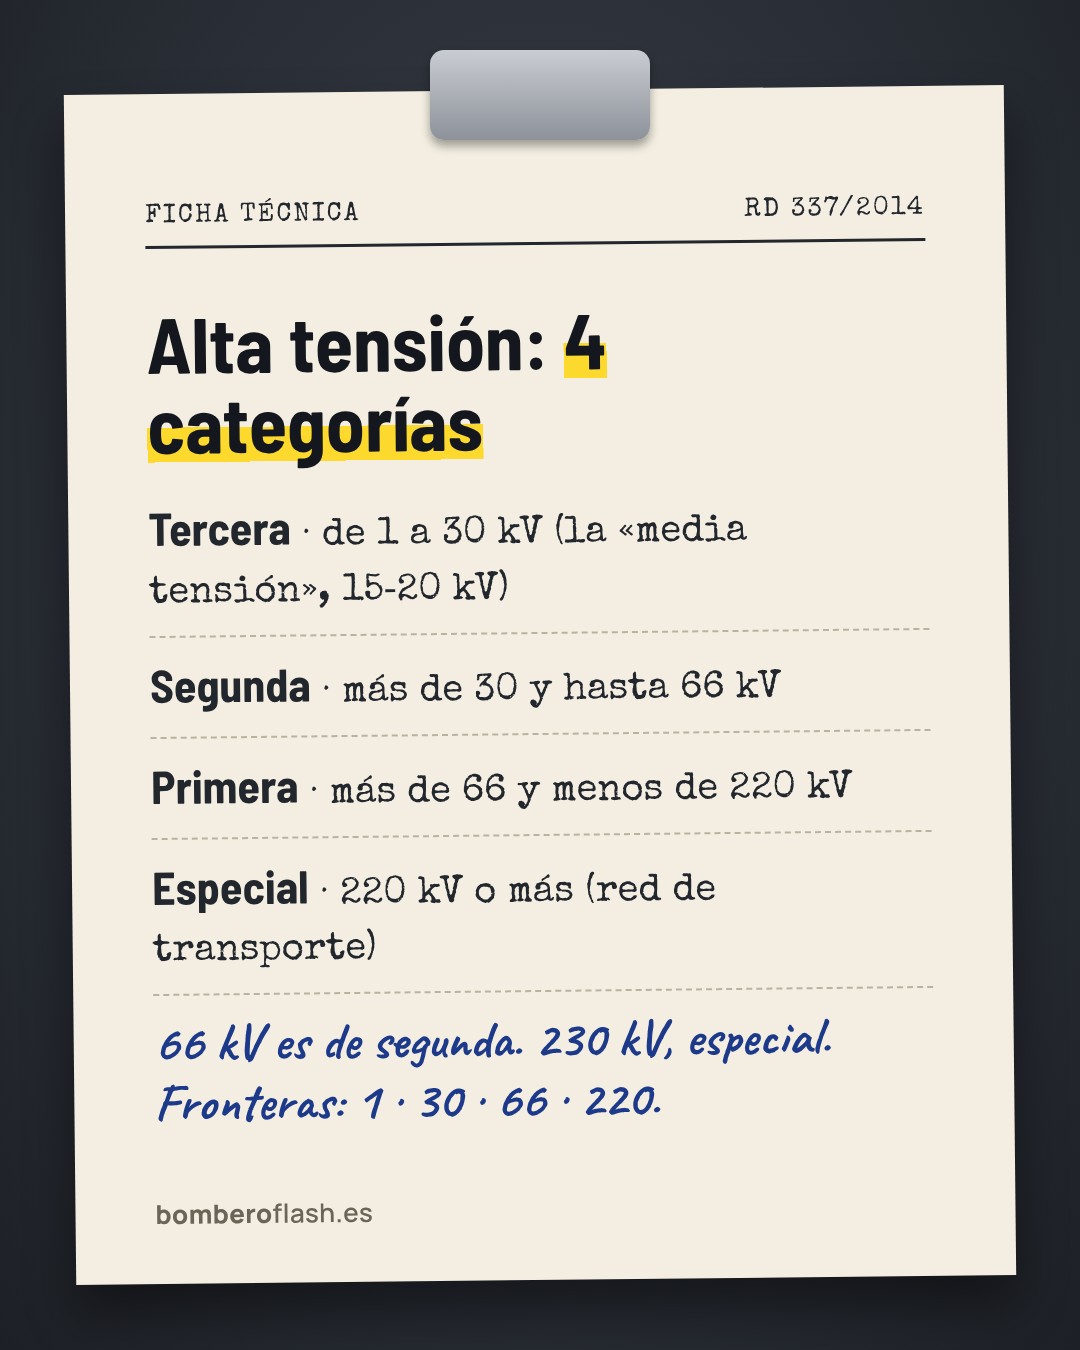 FICHA TÉCNICA
RD 337/2014
Alta tensión: 4
categorías
Tercera · de 1 a 30 kV (la «media
tensión», 15-20 kV)
Segunda · más de 30 y hasta 66 kV
Primera · más de 66 y menos de 220 kV
Especial · 220 kV o más (red de
transporte)
66 kV es de segunda. 230 kV, especial.
Fronteras: 1 · 30 · 66 · 220.
bomberoflash.es